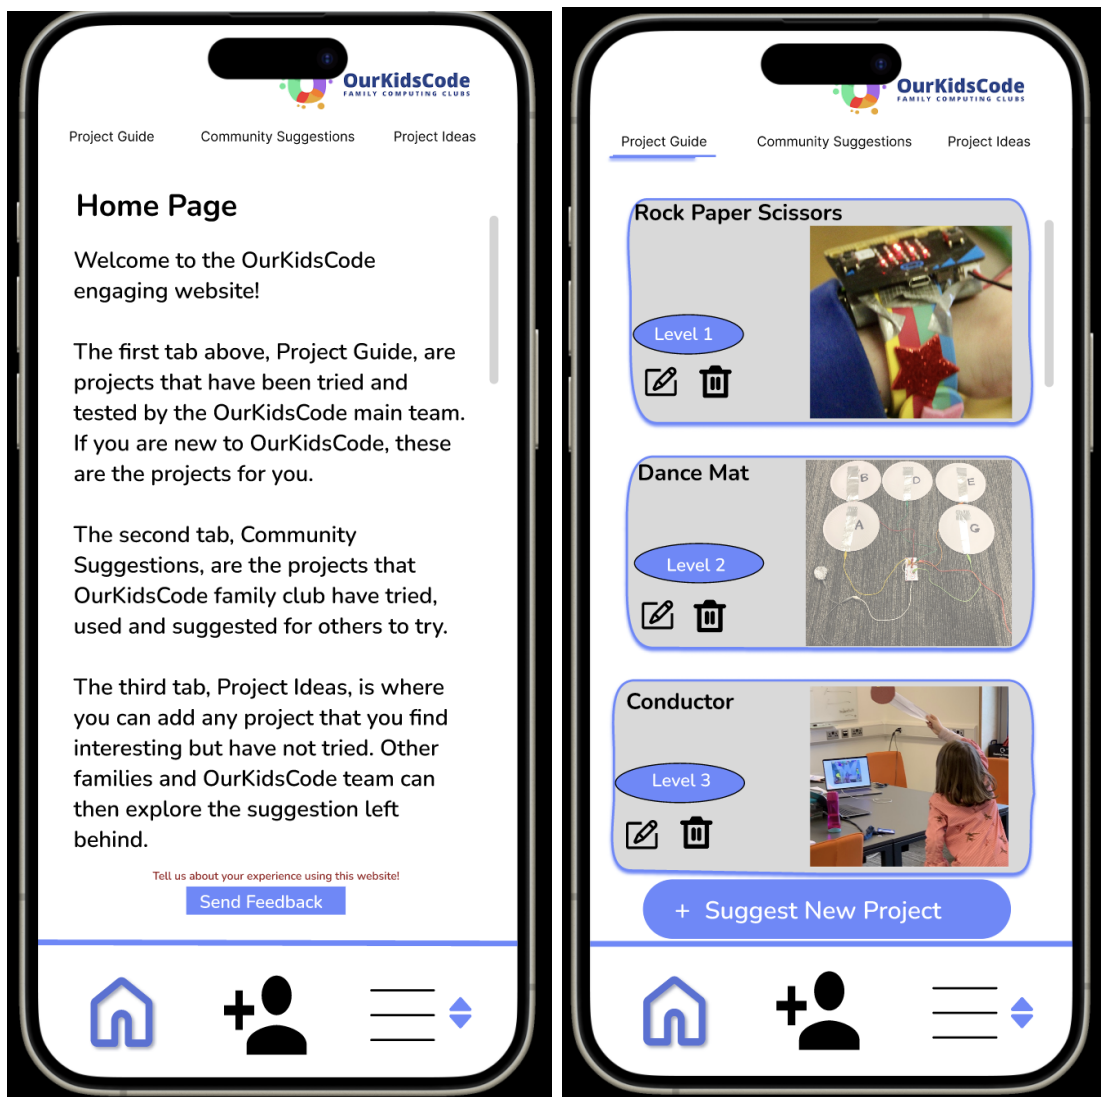 OurKidsCode
FAMILY COMPUTING CLUBS
Project Guide
Community Suggestions
Project Ideas
Home Page
Welcome to the OurKidsCode
engaging website!
The first tab above, Project Guide, are
projects that have been tried and
tested by the OurKidsCode main team.
If you are new to OurKidsCode, these
are the projects for you.
The second tab, Community
Suggestions, are the projects that
OurKidsCode family club have tried,
used and suggested for others to try.
The third tab, Project Ideas, is where
you can add any project that you find
interesting but have not tried. Other
families and OurKidsCode team can
then explore the suggestion left
behind.
Tell us about your experience using this website!
Send Feedback
OurKidsCode
FAMILY COMPUTING CLUBS
Project Guide
Community Suggestions
Project Ideas
Rock Paper Scissors
Level 1
Dance Mat
B
D
E
A
G
Level 2
Conductor
Level 3
+ Suggest New Project